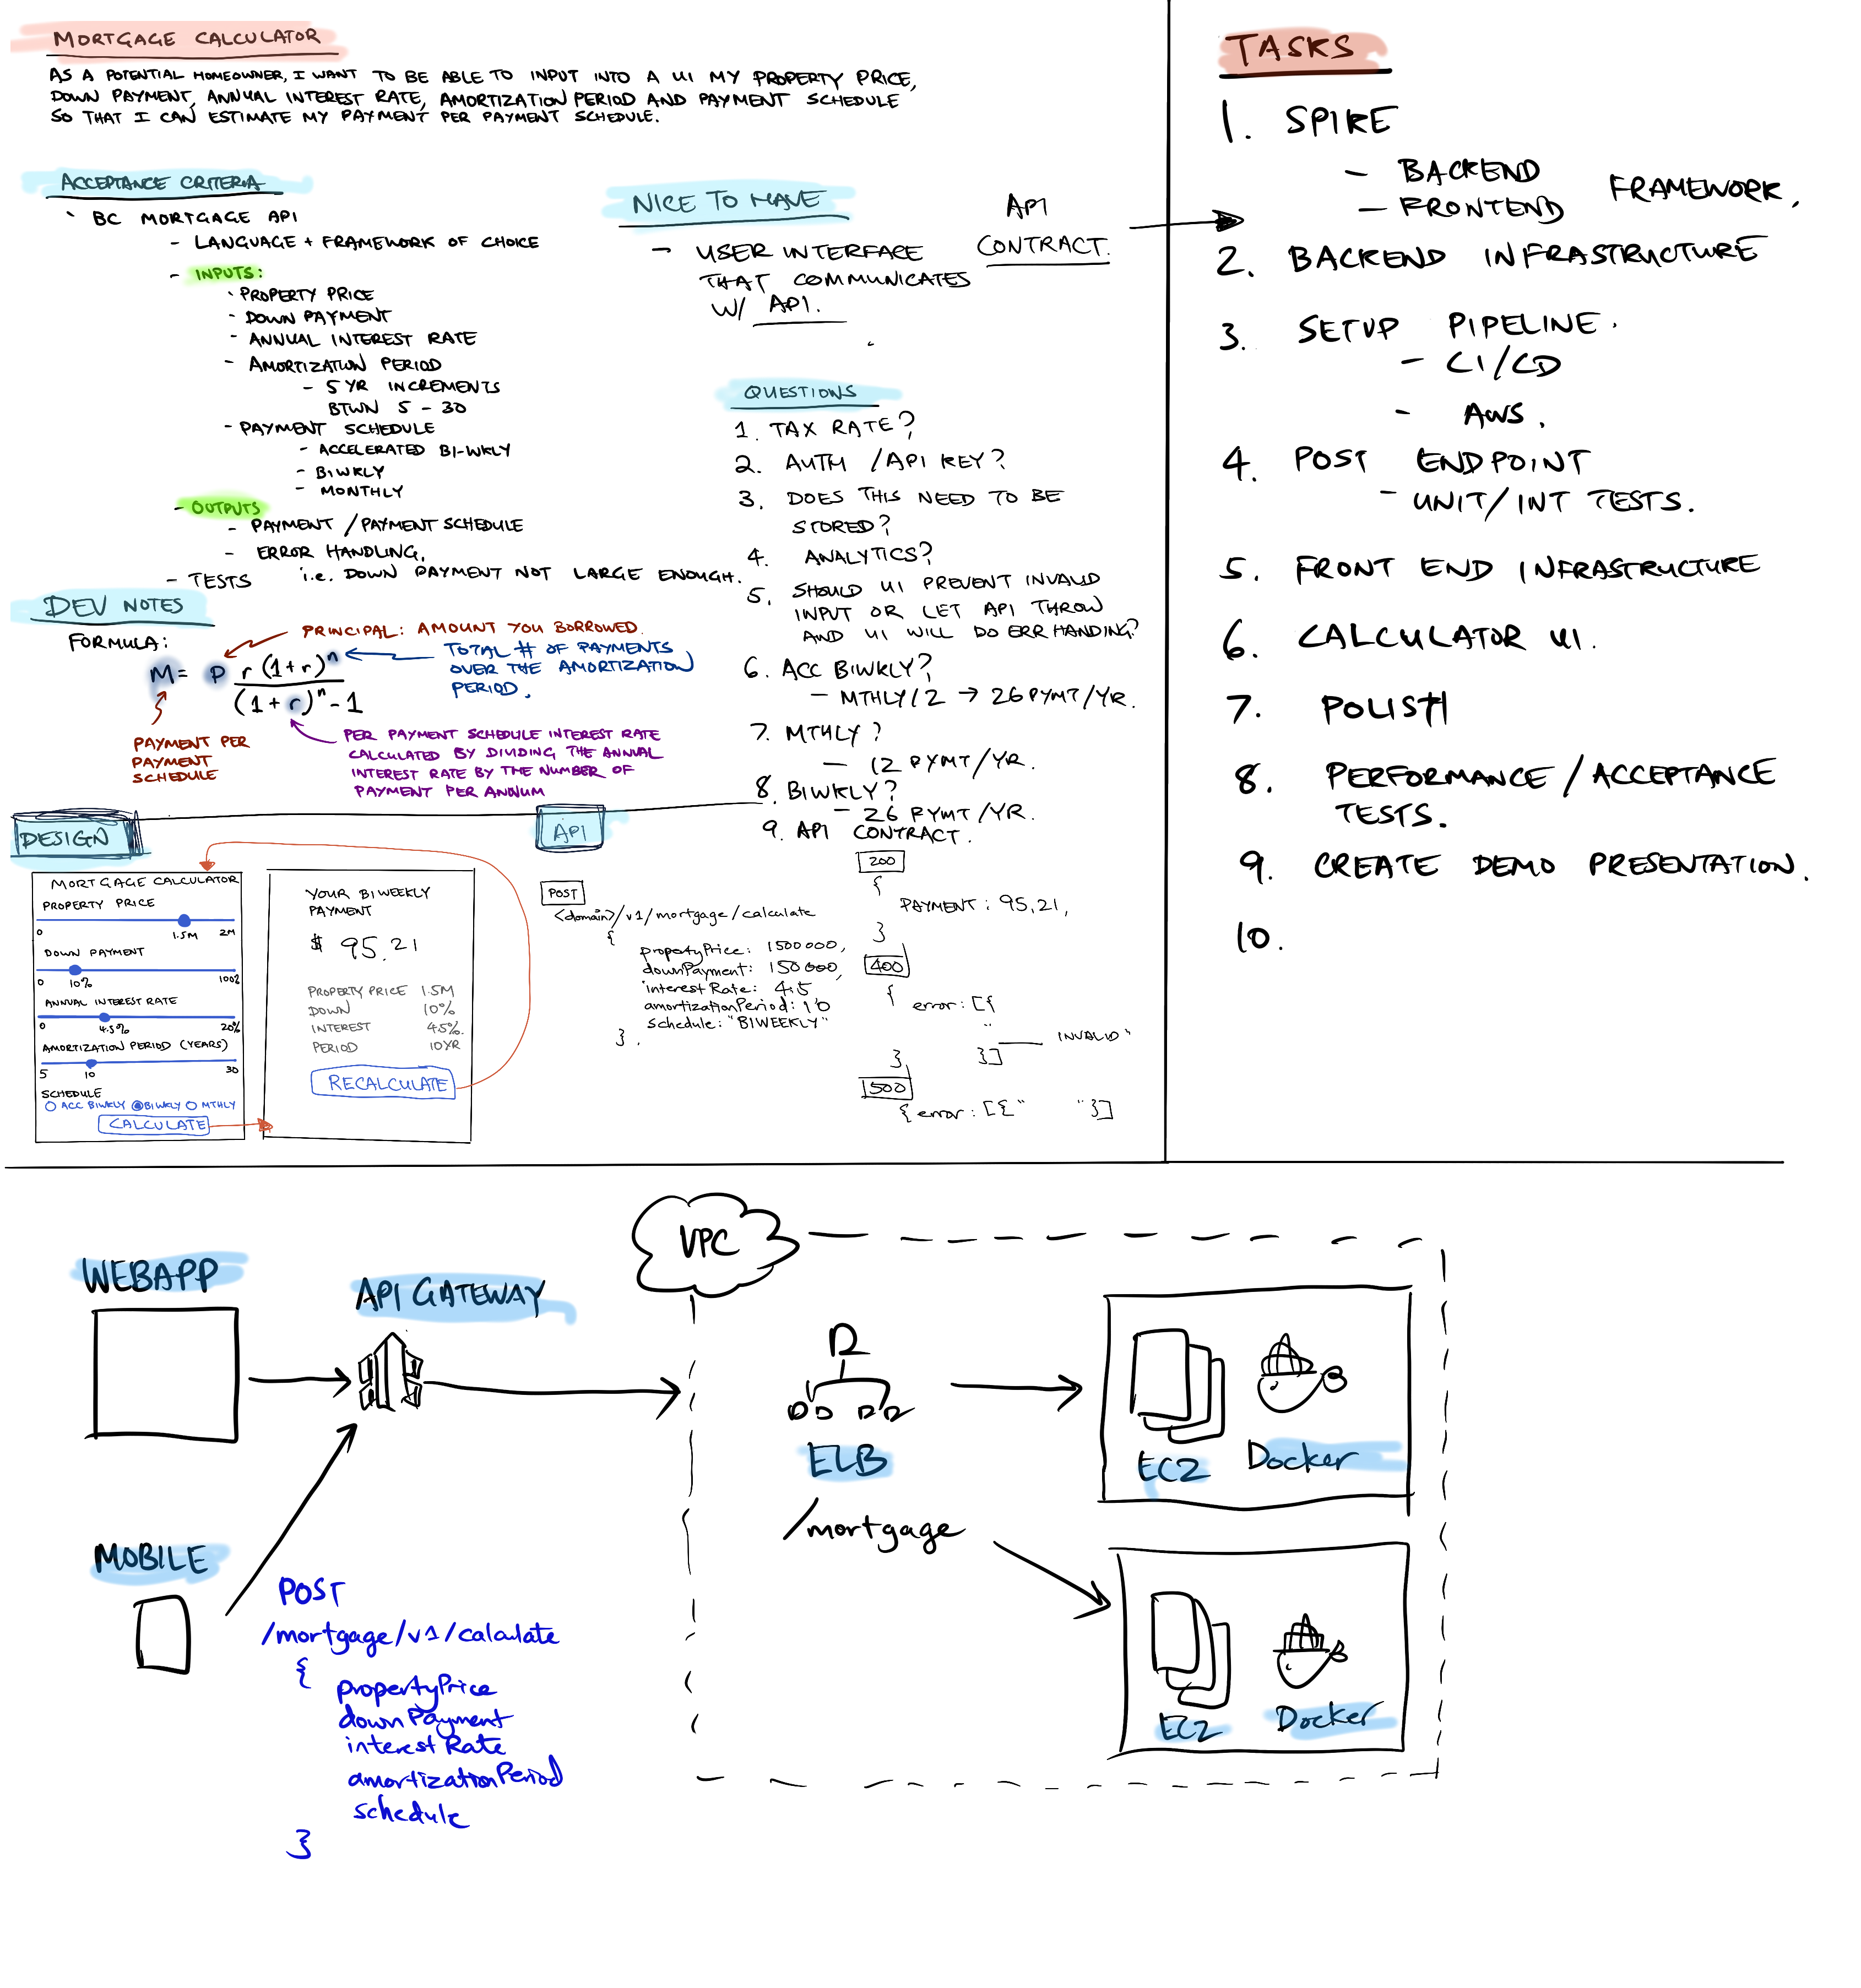 MORTGAGE CALCULATOR
AS A POTENTIAL HOMEOWNER, I WANT TO BE ABLE TO INPUT INTO A UI MY PROPERTY PRICE,
DOWN PAYMENT, ANNUAL INTEREST RATE, AMORTIZATION PERIOD AND PAYMENT SCHEDULE
SO THAT I CAN ESTIMATE MY PAYMENT PER PAYMENT SCHEDULE.
ACCEPTANCE CRITERIA
BC MORTGAGE API
- LANGUAGE + FRAMEWORK OF CHOICE
- INPUTS:
PROPERTY PRICE
- DOWN PAYMENT
- ANNUAL INTEREST RATE
- AMORTIZATION PERIOD
- 5 YR INCREMENTS
BTWN 5 - 30
- PAYMENT SCHEDULE
- ACCELERATED BI-WKLY
- BIWKLY
- MONTHLY
- OUTPUTS
- PAYMENT / PAYMENT SCHEDULE
- ERROR HANDLING.
i.e. DOWN PAYMENT NOT LARGE ENOUGH.
- TESTS
NICE TO HAVE
- USER INTERFACE
THAT COMMUNICATES
W/ API.
API
CONTRACT.
QUESTIONS
1. TAX RATE?
2. AUTH / API KEY?
3. DOES THIS NEED TO BE
STORED?
4. ANALYTICS?
5. SHOULD UI PREVENT INVALID
INPUT OR LET API THROW
AND UI WILL DO ERR HANDING?
6. ACC BIWKLY?
- MTHLY/2 → 26 PYMT/YR.
7. MTHLY?
- 12 PYMT/YR.
8. BIWKLY?
- 26 PYMT/YR.
9. API CONTRACT.
DEV NOTES
FORMULA:
M = P r(1+r)^n
(1+r)^n - 1
PRINCIPAL: AMOUNT YOU BORROWED.
TOTAL # OF PAYMENTS
OVER THE AMORTIZATION
PERIOD.
PAYMENT PER
PAYMENT
SCHEDULE
PER PAYMENT SCHEDULE INTEREST RATE
CALCULATED BY DIVIDING THE ANNUAL
INTEREST RATE BY THE NUMBER OF
PAYMENT PER ANNUM
DESIGN
MORTGAGE CALCULATOR
PROPERTY PRICE
0 1.5M 2M
DOWN PAYMENT
0 10% 100%
ANNUAL INTEREST RATE
0 4.5% 20%
AMORTIZATION PERIOD (YEARS)
5 10 30
SCHEDULE
ACC BIWKLY BIWKLY MTHLY
CALCULATE
YOUR BIWEEKLY
PAYMENT
$ 95.21
PROPERTY PRICE 1.5M
DOWN 10%
INTEREST 4.5%.
PERIOD 10YR
RECALCULATE
API
POST
<domain>/v1/mortgage/calculate
{
propertyPrice: 1500000,
downPayment: 150000,
interestRate: 4.5
amortizationPeriod: 10
schedule: "BIWEEKLY"
}.
200
{
PAYMENT: 95.21,
}
400
{
error: [{
" ___ INVALID"
}]
}
500
{ error: [{" "}]
TASKS
1. SPIKE
- BACKEND
- FRONTEND
FRAMEWORK.
2. BACKEND INFRASTRUCTURE
3. SETUP PIPELINE.
- CI/CD
- AWS.
4. POST ENDPOINT
- UNIT/INT TESTS.
5. FRONT END INFRASTRUCTURE
6. CALCULATOR UI.
7. POLISH
8. PERFORMANCE / ACCEPTANCE
TESTS.
9. CREATE DEMO PRESENTATION.
10.
WEBAPP
API GATEWAY
VPC
ELB
/mortgage
EC2 Docker
EC2 Docker
MOBILE
POST
/mortgage/v1/calalate
{
propertyPrice
downPayment
interestRate
amortizationPeriod
schedule
}